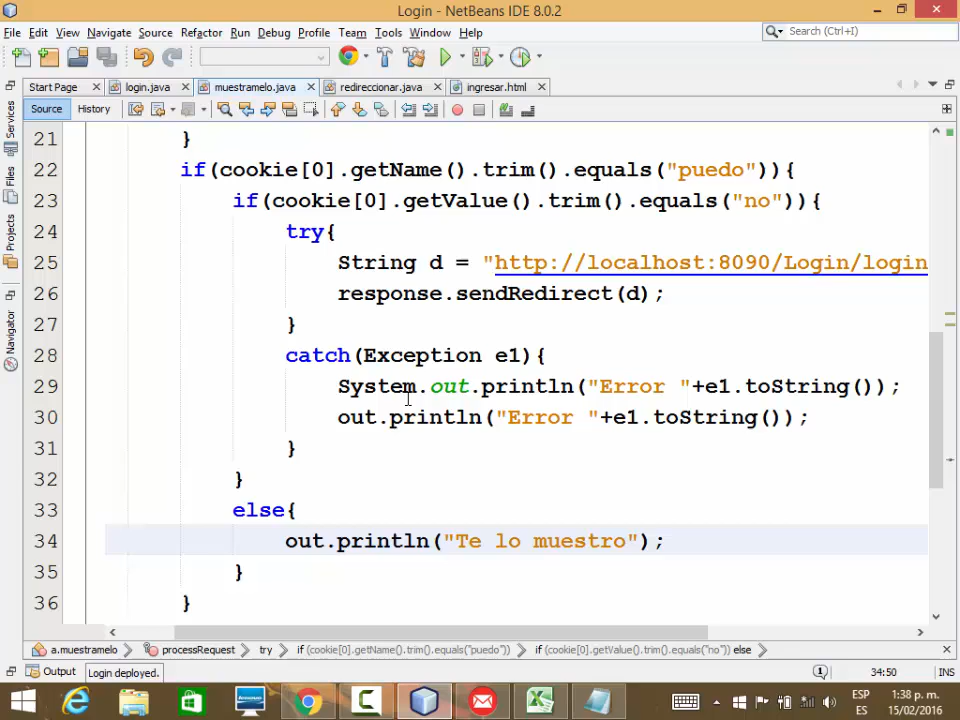 Login - NetBeans IDE 8.0.2
File Edit View Navigate Source Refactor Run Debug Profile Team Tools Window Help
Search (Ctrl+I)
Start Page login.java muestramelo.java redireccionar.java ingresar.html
Source History
Services
Files
Projects
Navigator
21 }
22 if(cookie[0].getName().trim().equals("puedo")){
23 if(cookie[0].getValue().trim().equals("no")){
24 try{
25 String d = "http://localhost:8090/Login/login
26 response.sendRedirect(d);
27 }
28 catch(Exception e1){
29 System.out.println("Error "+e1.toString());
30 out.println("Error "+e1.toString());
31 }
32 }
33 else{
34 out.println("Te lo muestro");
35 }
36 }
a.muestramelo processRequest try if (cookie[0].getName().trim().equals("puedo")) if (cookie[0].getValue().trim().equals("no")) else
Output Login deployed. 34:50 INS
ESP 1:38 p. m.
ES 15/02/2016